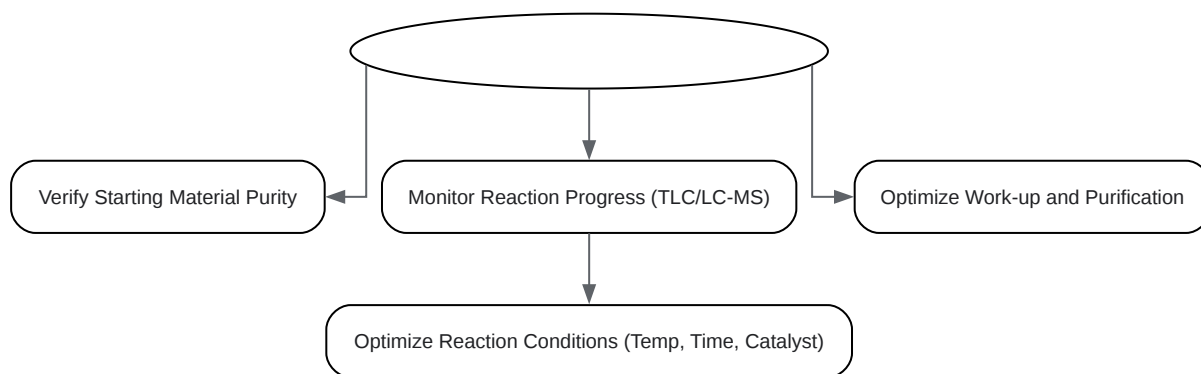 Verify Starting Material Purity
Monitor Reaction Progress (TLC/LC-MS)
Optimize Work-up and Purification
Optimize Reaction Conditions (Temp, Time, Catalyst)